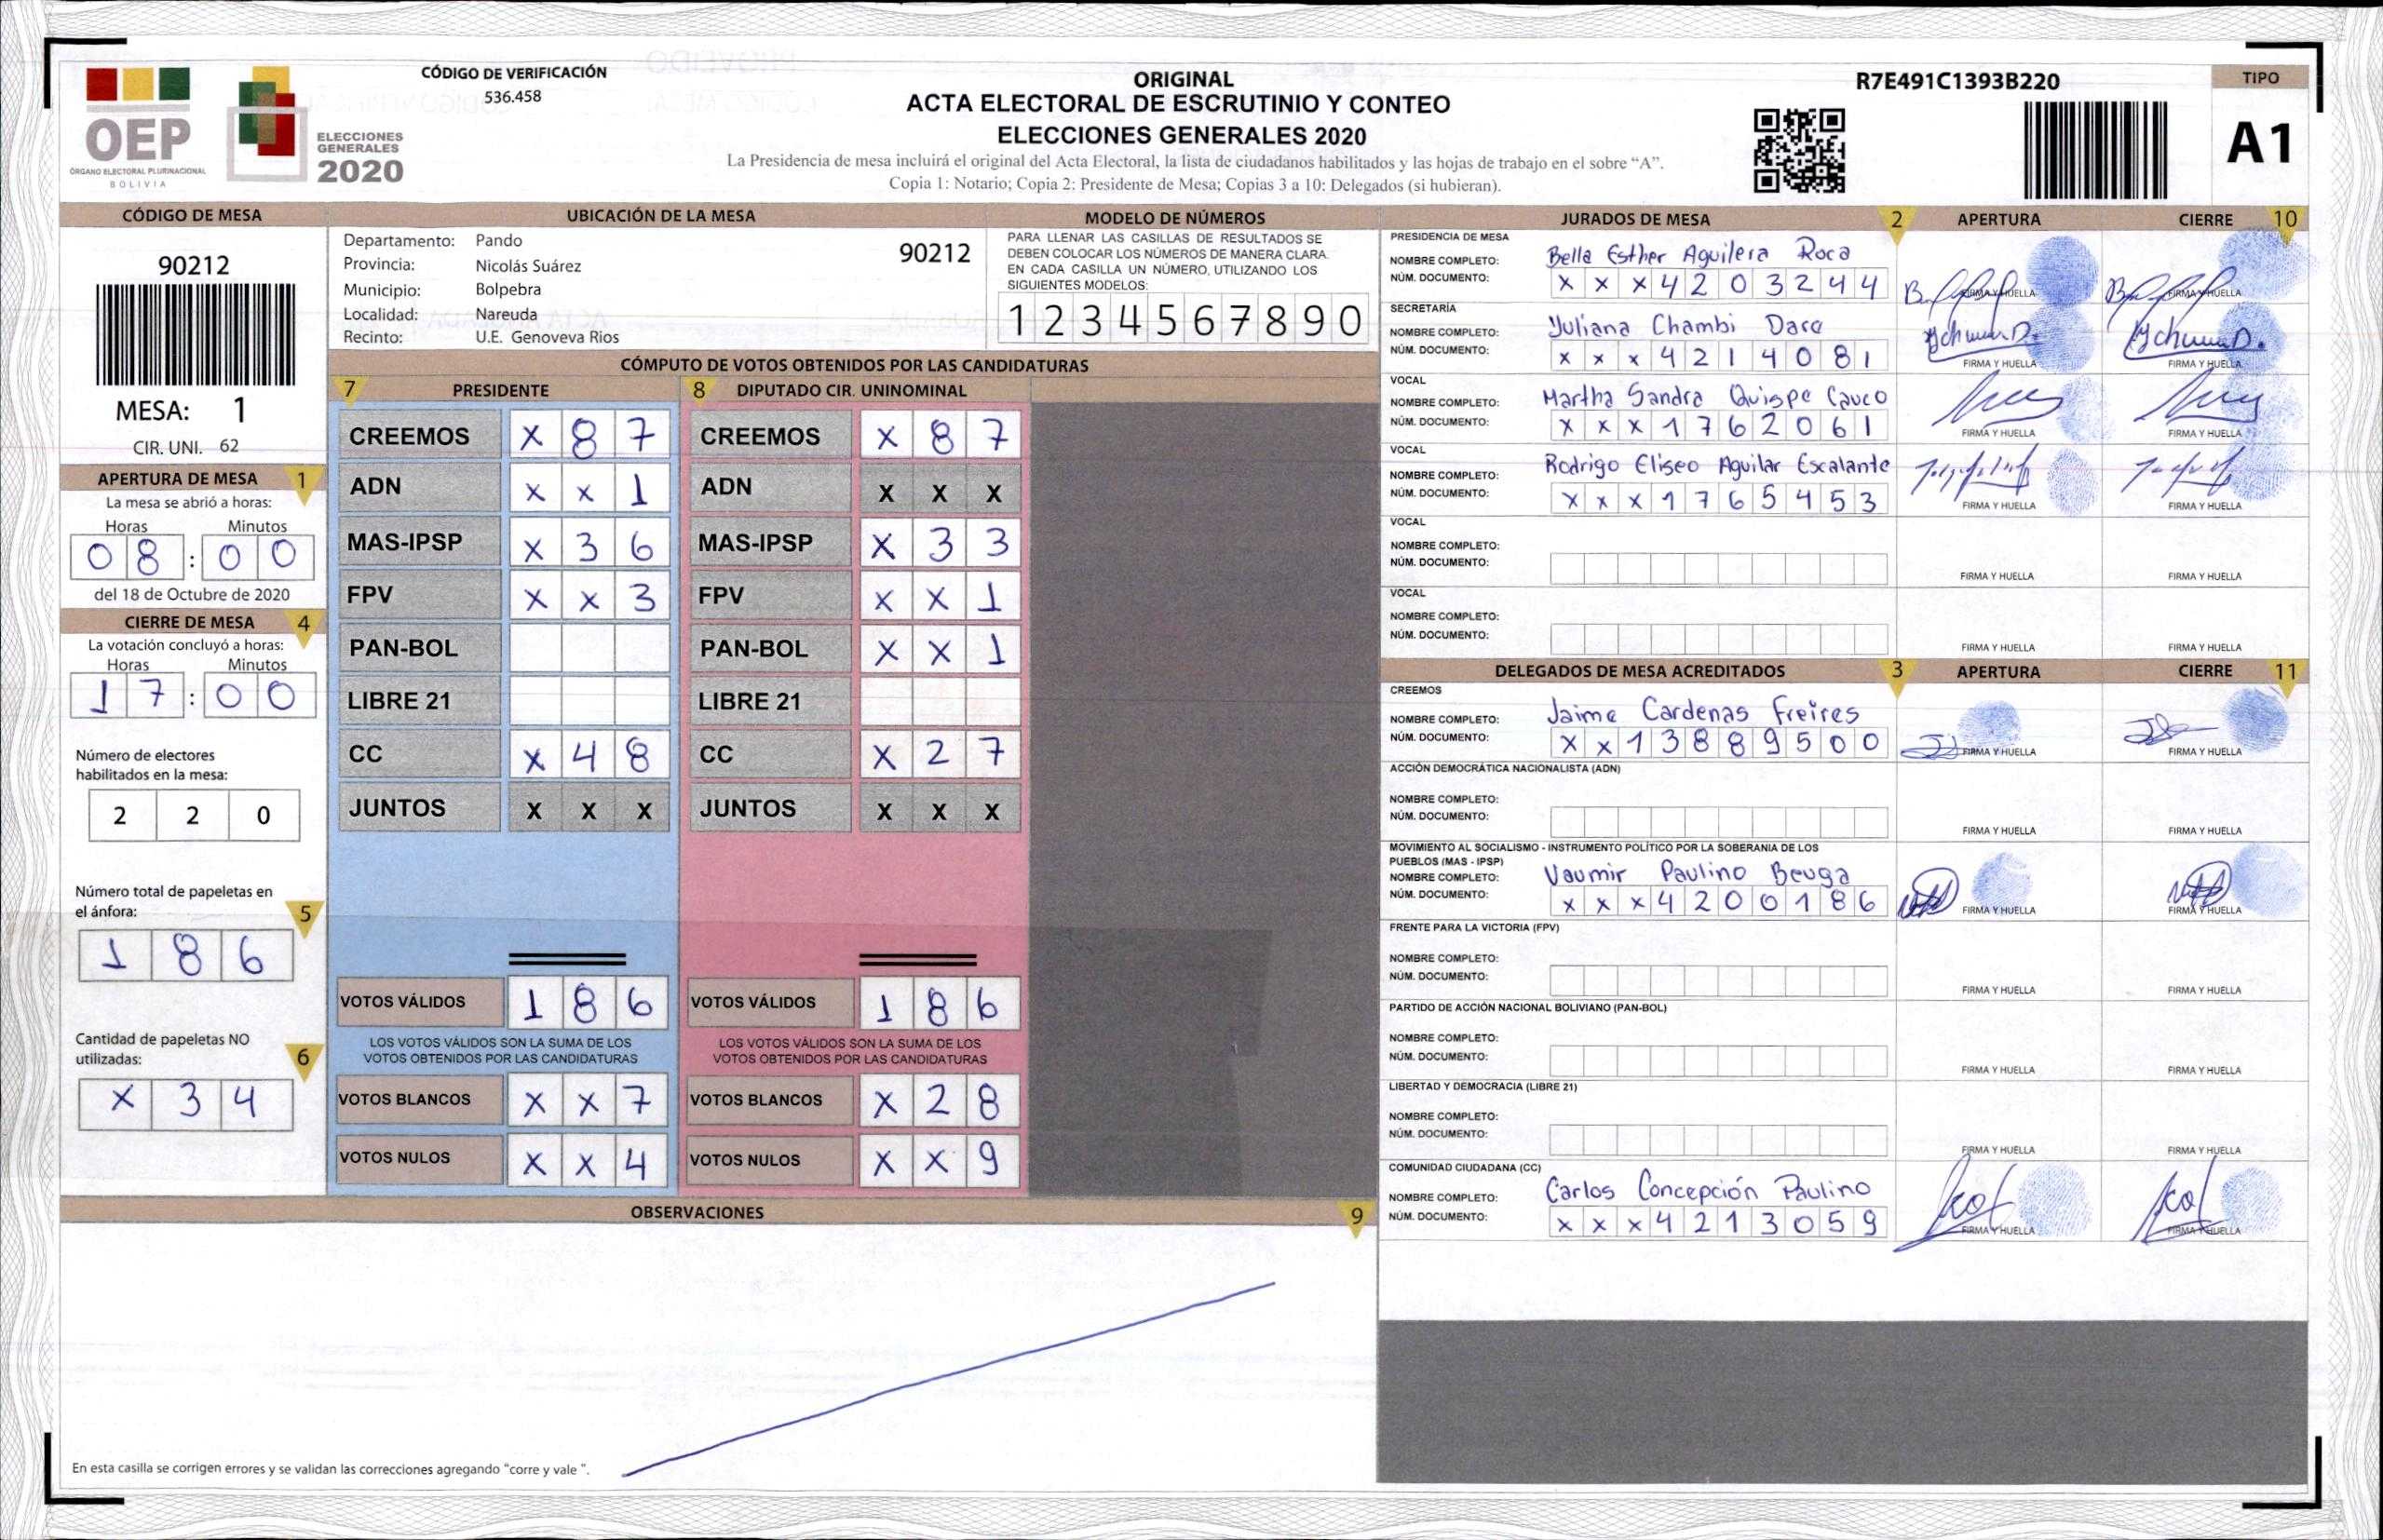 OEP
ÓRGANO ELECTORAL PLURINACIONAL
BOLIVIA
ELECCIONES
GENERALES
2020
CÓDIGO DE VERIFICACIÓN
536.458
ORIGINAL
ACTA ELECTORAL DE ESCRUTINIO Y CONTEO
ELECCIONES GENERALES 2020
La Presidencia de mesa incluirá el original del Acta Electoral, la lista de ciudadanos habilitados y las hojas de trabajo en el sobre “A”.
Copia 1: Notario; Copia 2: Presidente de Mesa; Copias 3 a 10: Delegados (si hubieran).
R7E491C1393B220
TIPO
A1
CÓDIGO DE MESA
90212
MESA: 1
CIR. UNI. 62
APERTURA DE MESA 1
La mesa se abrió a horas:
Horas Minutos
0 8 : 0 0
del 18 de Octubre de 2020
CIERRE DE MESA 4
La votación concluyó a horas:
Horas Minutos
1 7 : 0 0
Número de electores
habilitados en la mesa:
2 2 0
Número total de papeletas en
el ánfora: 5
1 8 6
Cantidad de papeletas NO
utilizadas: 6
X 3 4
UBICACIÓN DE LA MESA
Departamento: Pando 90212
Provincia: Nicolás Suárez
Municipio: Bolpebra
Localidad: Nareuda
Recinto: U.E. Genoveva Rios
MODELO DE NÚMEROS
PARA LLENAR LAS CASILLAS DE RESULTADOS SE
DEBEN COLOCAR LOS NÚMEROS DE MANERA CLARA.
EN CADA CASILLA UN NÚMERO, UTILIZANDO LOS
SIGUIENTES MODELOS:
1 2 3 4 5 6 7 8 9 0
CÓMPUTO DE VOTOS OBTENIDOS POR LAS CANDIDATURAS
7 PRESIDENTE 8 DIPUTADO CIR. UNINOMINAL
CREEMOS X 8 7 CREEMOS X 8 7
ADN X X 1 ADN X X X
MAS-IPSP X 3 6 MAS-IPSP X 3 3
FPV X X 3 FPV X X 1
PAN-BOL PAN-BOL X X 1
LIBRE 21 LIBRE 21
CC X 4 8 CC X 2 7
JUNTOS X X X JUNTOS X X X
VOTOS VÁLIDOS 1 8 6 VOTOS VÁLIDOS 1 8 6
LOS VOTOS VÁLIDOS SON LA SUMA DE LOS LOS VOTOS VÁLIDOS SON LA SUMA DE LOS
VOTOS OBTENIDOS POR LAS CANDIDATURAS VOTOS OBTENIDOS POR LAS CANDIDATURAS
VOTOS BLANCOS X X 7 VOTOS BLANCOS X 2 8
VOTOS NULOS X X 4 VOTOS NULOS X X 9
OBSERVACIONES 9
En esta casilla se corrigen errores y se validan las correcciones agregando “corre y vale ”.
JURADOS DE MESA 2 APERTURA CIERRE 10
PRESIDENCIA DE MESA
NOMBRE COMPLETO: Bella Esther Aguilera Roca
NÚM. DOCUMENTO: X X X 4 2 0 3 2 4 4
FIRMA Y HUELLA FIRMA Y HUELLA
SECRETARÍA
NOMBRE COMPLETO: Yuliana Chambi Dara
NÚM. DOCUMENTO: X X X 4 2 1 4 0 8 1
FIRMA Y HUELLA FIRMA Y HUELLA
VOCAL
NOMBRE COMPLETO: Martha Sandra Quispe Cauco
NÚM. DOCUMENTO: X X X 1 7 6 2 0 6 1
FIRMA Y HUELLA FIRMA Y HUELLA
VOCAL
NOMBRE COMPLETO: Rodrigo Eliseo Aguilar Escalante
NÚM. DOCUMENTO: X X X 1 7 6 5 4 5 3
FIRMA Y HUELLA FIRMA Y HUELLA
VOCAL
NOMBRE COMPLETO:
NÚM. DOCUMENTO:
FIRMA Y HUELLA FIRMA Y HUELLA
VOCAL
NOMBRE COMPLETO:
NÚM. DOCUMENTO:
FIRMA Y HUELLA FIRMA Y HUELLA
DELEGADOS DE MESA ACREDITADOS 3 APERTURA CIERRE 11
CREEMOS
NOMBRE COMPLETO: Jaime Cardenas Freires
NÚM. DOCUMENTO: X X 1 3 8 8 9 5 0 0
FIRMA Y HUELLA FIRMA Y HUELLA
ACCIÓN DEMOCRÁTICA NACIONALISTA (ADN)
NOMBRE COMPLETO:
NÚM. DOCUMENTO:
FIRMA Y HUELLA FIRMA Y HUELLA
MOVIMIENTO AL SOCIALISMO - INSTRUMENTO POLÍTICO POR LA SOBERANIA DE LOS
PUEBLOS (MAS - IPSP)
NOMBRE COMPLETO: Vaumir Paulino Beuga
NÚM. DOCUMENTO: X X X 4 2 0 0 1 8 6
FIRMA Y HUELLA FIRMA Y HUELLA
FRENTE PARA LA VICTORIA (FPV)
NOMBRE COMPLETO:
NÚM. DOCUMENTO:
FIRMA Y HUELLA FIRMA Y HUELLA
PARTIDO DE ACCIÓN NACIONAL BOLIVIANO (PAN-BOL)
NOMBRE COMPLETO:
NÚM. DOCUMENTO:
FIRMA Y HUELLA FIRMA Y HUELLA
LIBERTAD Y DEMOCRACIA (LIBRE 21)
NOMBRE COMPLETO:
NÚM. DOCUMENTO:
FIRMA Y HUELLA FIRMA Y HUELLA
COMUNIDAD CIUDADANA (CC)
NOMBRE COMPLETO: Carlos Concepción Paulino
NÚM. DOCUMENTO: X X X 4 2 1 3 0 5 9
FIRMA Y HUELLA FIRMA Y HUELLA